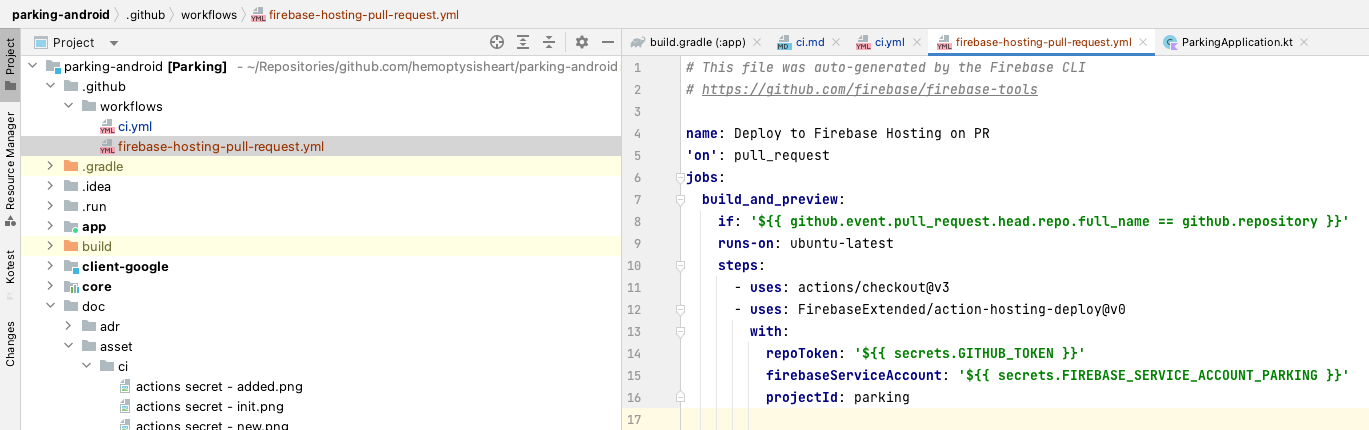 parking-android 〉 .github 〉 workflows 〉 firebase-hosting-pull-request.yml
Project
Resource Manager
Kotest
Changes
Project
parking-android [Parking] - ~/Repositories/github.com/hemoptysisheart/parking-android
.github
workflows
ci.yml
firebase-hosting-pull-request.yml
.gradle
.idea
.run
app
build
client-google
core
doc
adr
asset
ci
actions secret - added.png
actions secret - init.png
actions secret - new.png
build.gradle (:app)
ci.md
ci.yml
firebase-hosting-pull-request.yml
ParkingApplication.kt
1 # This file was auto-generated by the Firebase CLI
2 # https://github.com/firebase/firebase-tools
3
4 name: Deploy to Firebase Hosting on PR
5 'on': pull_request
6 jobs:
7   build_and_preview:
8     if: '${{ github.event.pull_request.head.repo.full_name == github.repository }}'
9     runs-on: ubuntu-latest
10     steps:
11       - uses: actions/checkout@v3
12       - uses: FirebaseExtended/action-hosting-deploy@v0
13         with:
14           repoToken: '${{ secrets.GITHUB_TOKEN }}'
15           firebaseServiceAccount: '${{ secrets.FIREBASE_SERVICE_ACCOUNT_PARKING }}'
16           projectId: parking
17